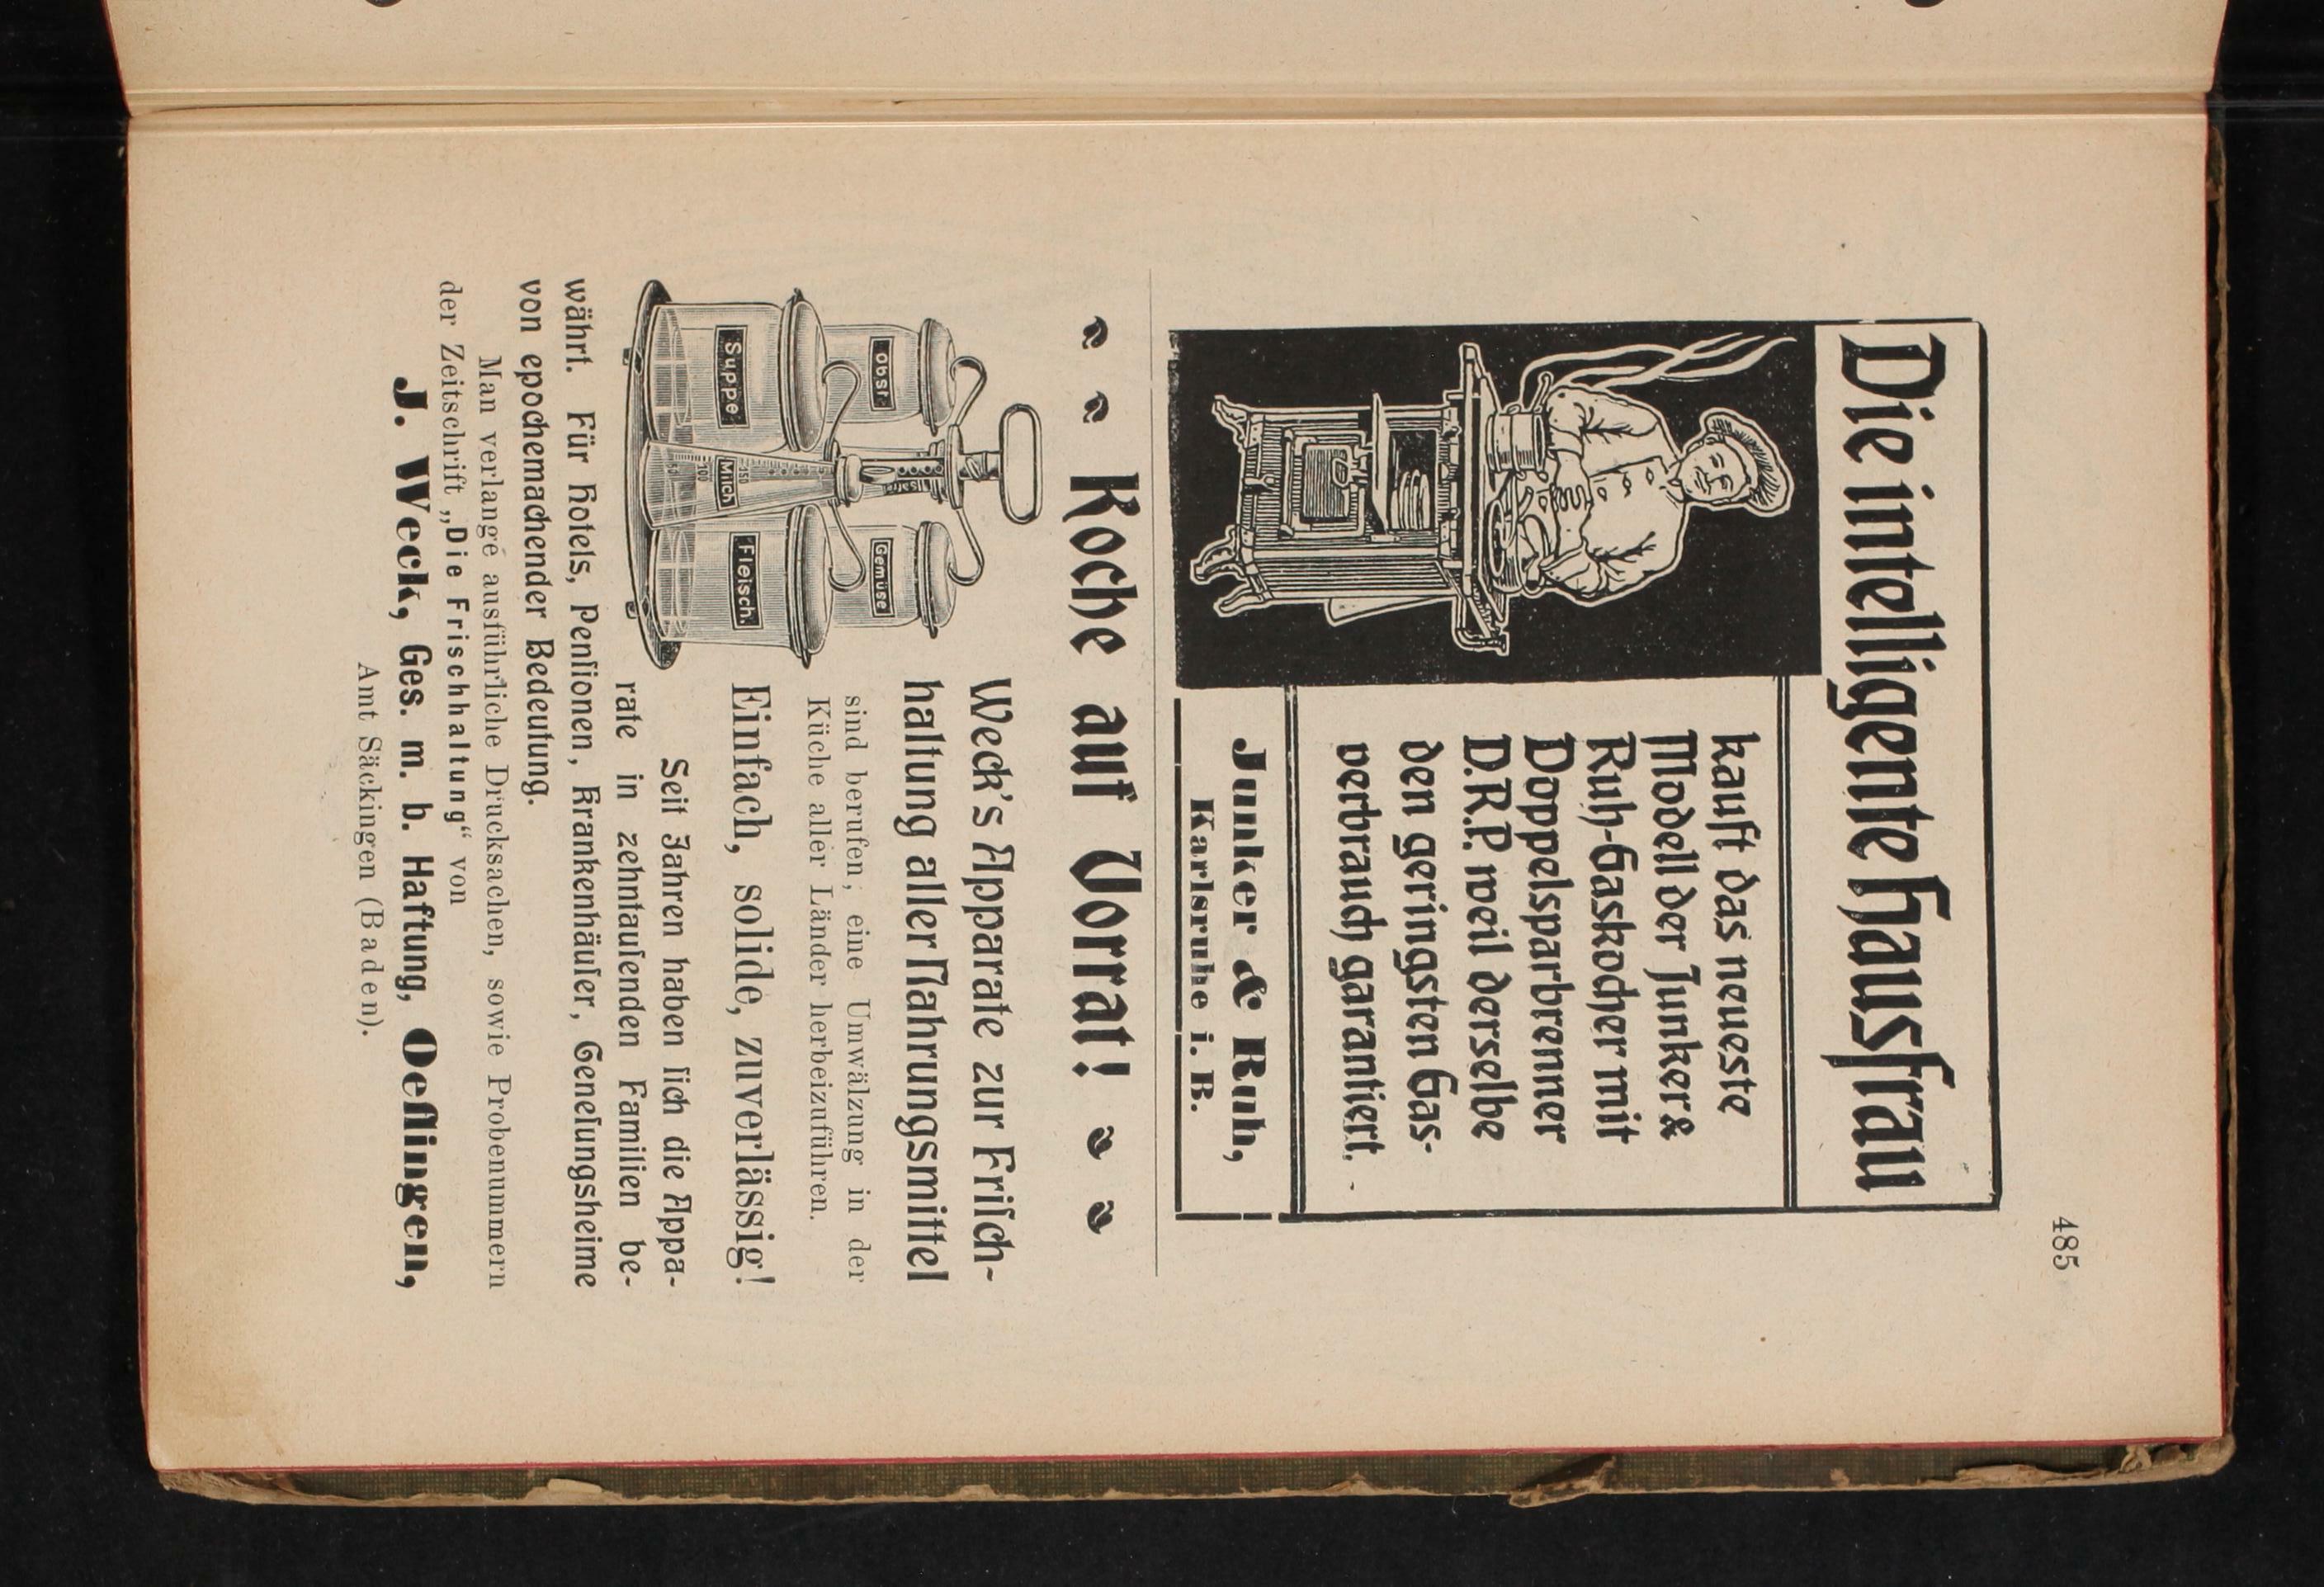 485
Die intelligente Hausfrau
kauft das neueste
Modell der Junker &
Ruh-Gaskocher mit
Doppelsparbrenner
D.R.P. weil derselbe
den geringsten Gas-
verbrauch garantiert.
Junker & Ruh,
Karlsruhe i. B.
Koche auf Vorrat!
Weck's Apparate zur Friſch-
haltung aller Nahrungsmittel
sind berufen, eine Umwälzung in der
Küche aller Länder herbeizuführen.
Einfach, solide, zuverlässig!
Seit Jahren haben ſich die Appa-
rate in zehntauſenden Familien be-
währt. Für Hotels, Penſionen, Krankenhäuſer, Geneſungsheime
von epochemachender Bedeutung.
Man verlange ausführliche Drucksachen, sowie Probenummern
der Zeitschrift „Die Frischhaltung“ von
J. Weck, Ges. m. b. Haftung, Oeflingen,
Amt Säckingen (Baden).
Obst
Gemüse
Suppe
Milch
150
100
Fleisch.